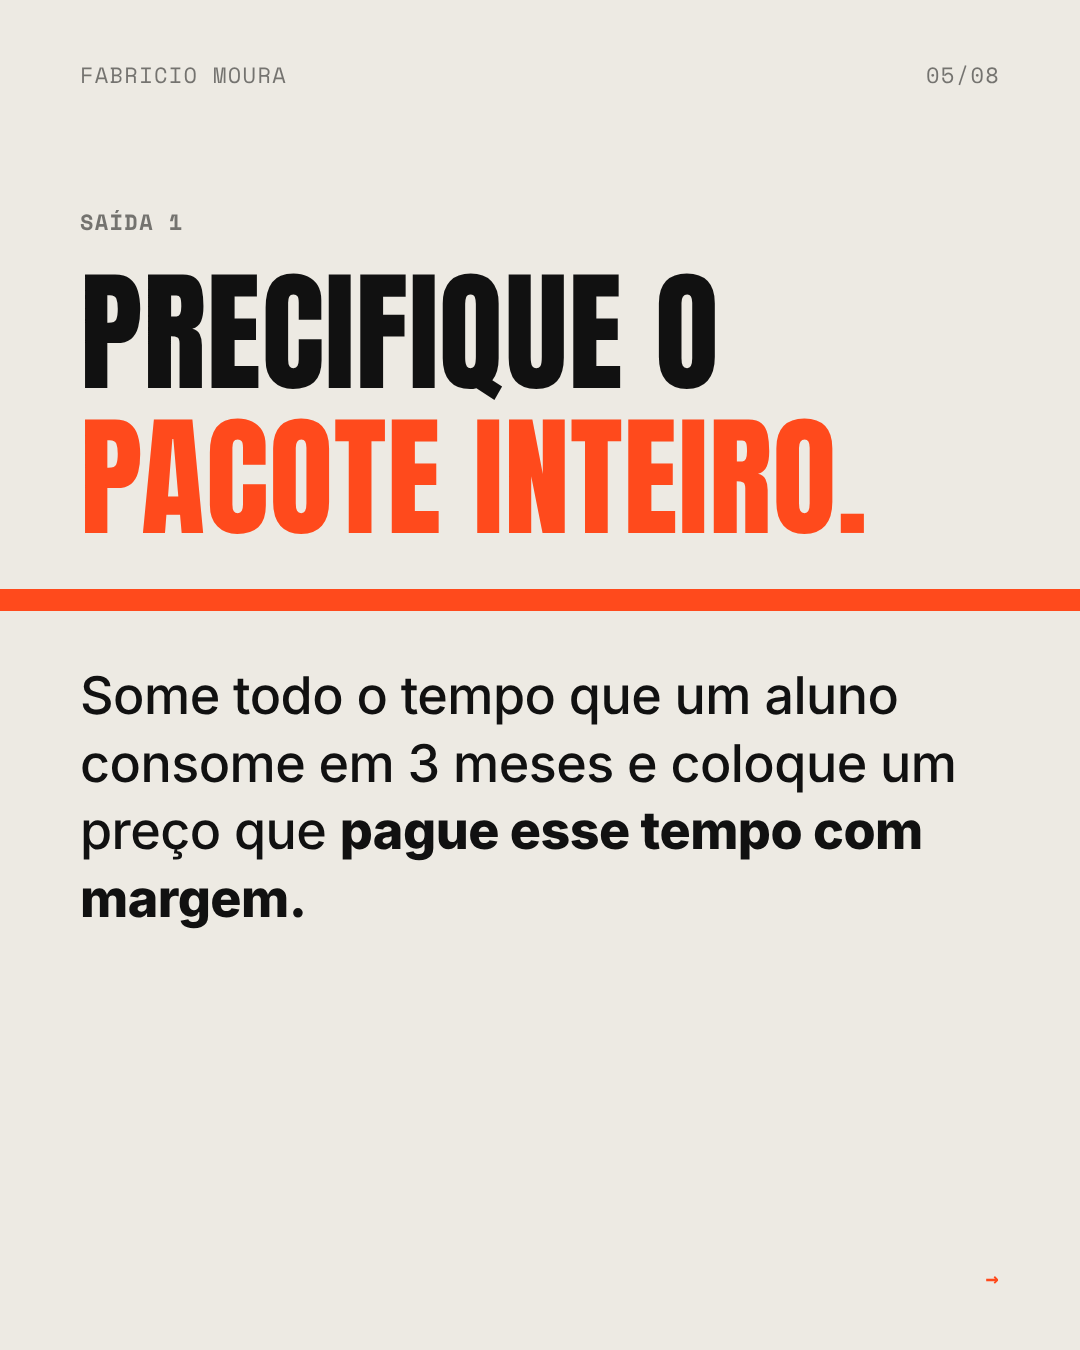 FABRICIO MOURA
05/08
SAÍDA 1
PRECIFIQUE O
PACOTE INTEIRO.
Some todo o tempo que um aluno
consome em 3 meses e coloque um
preço que pague esse tempo com
margem.
→